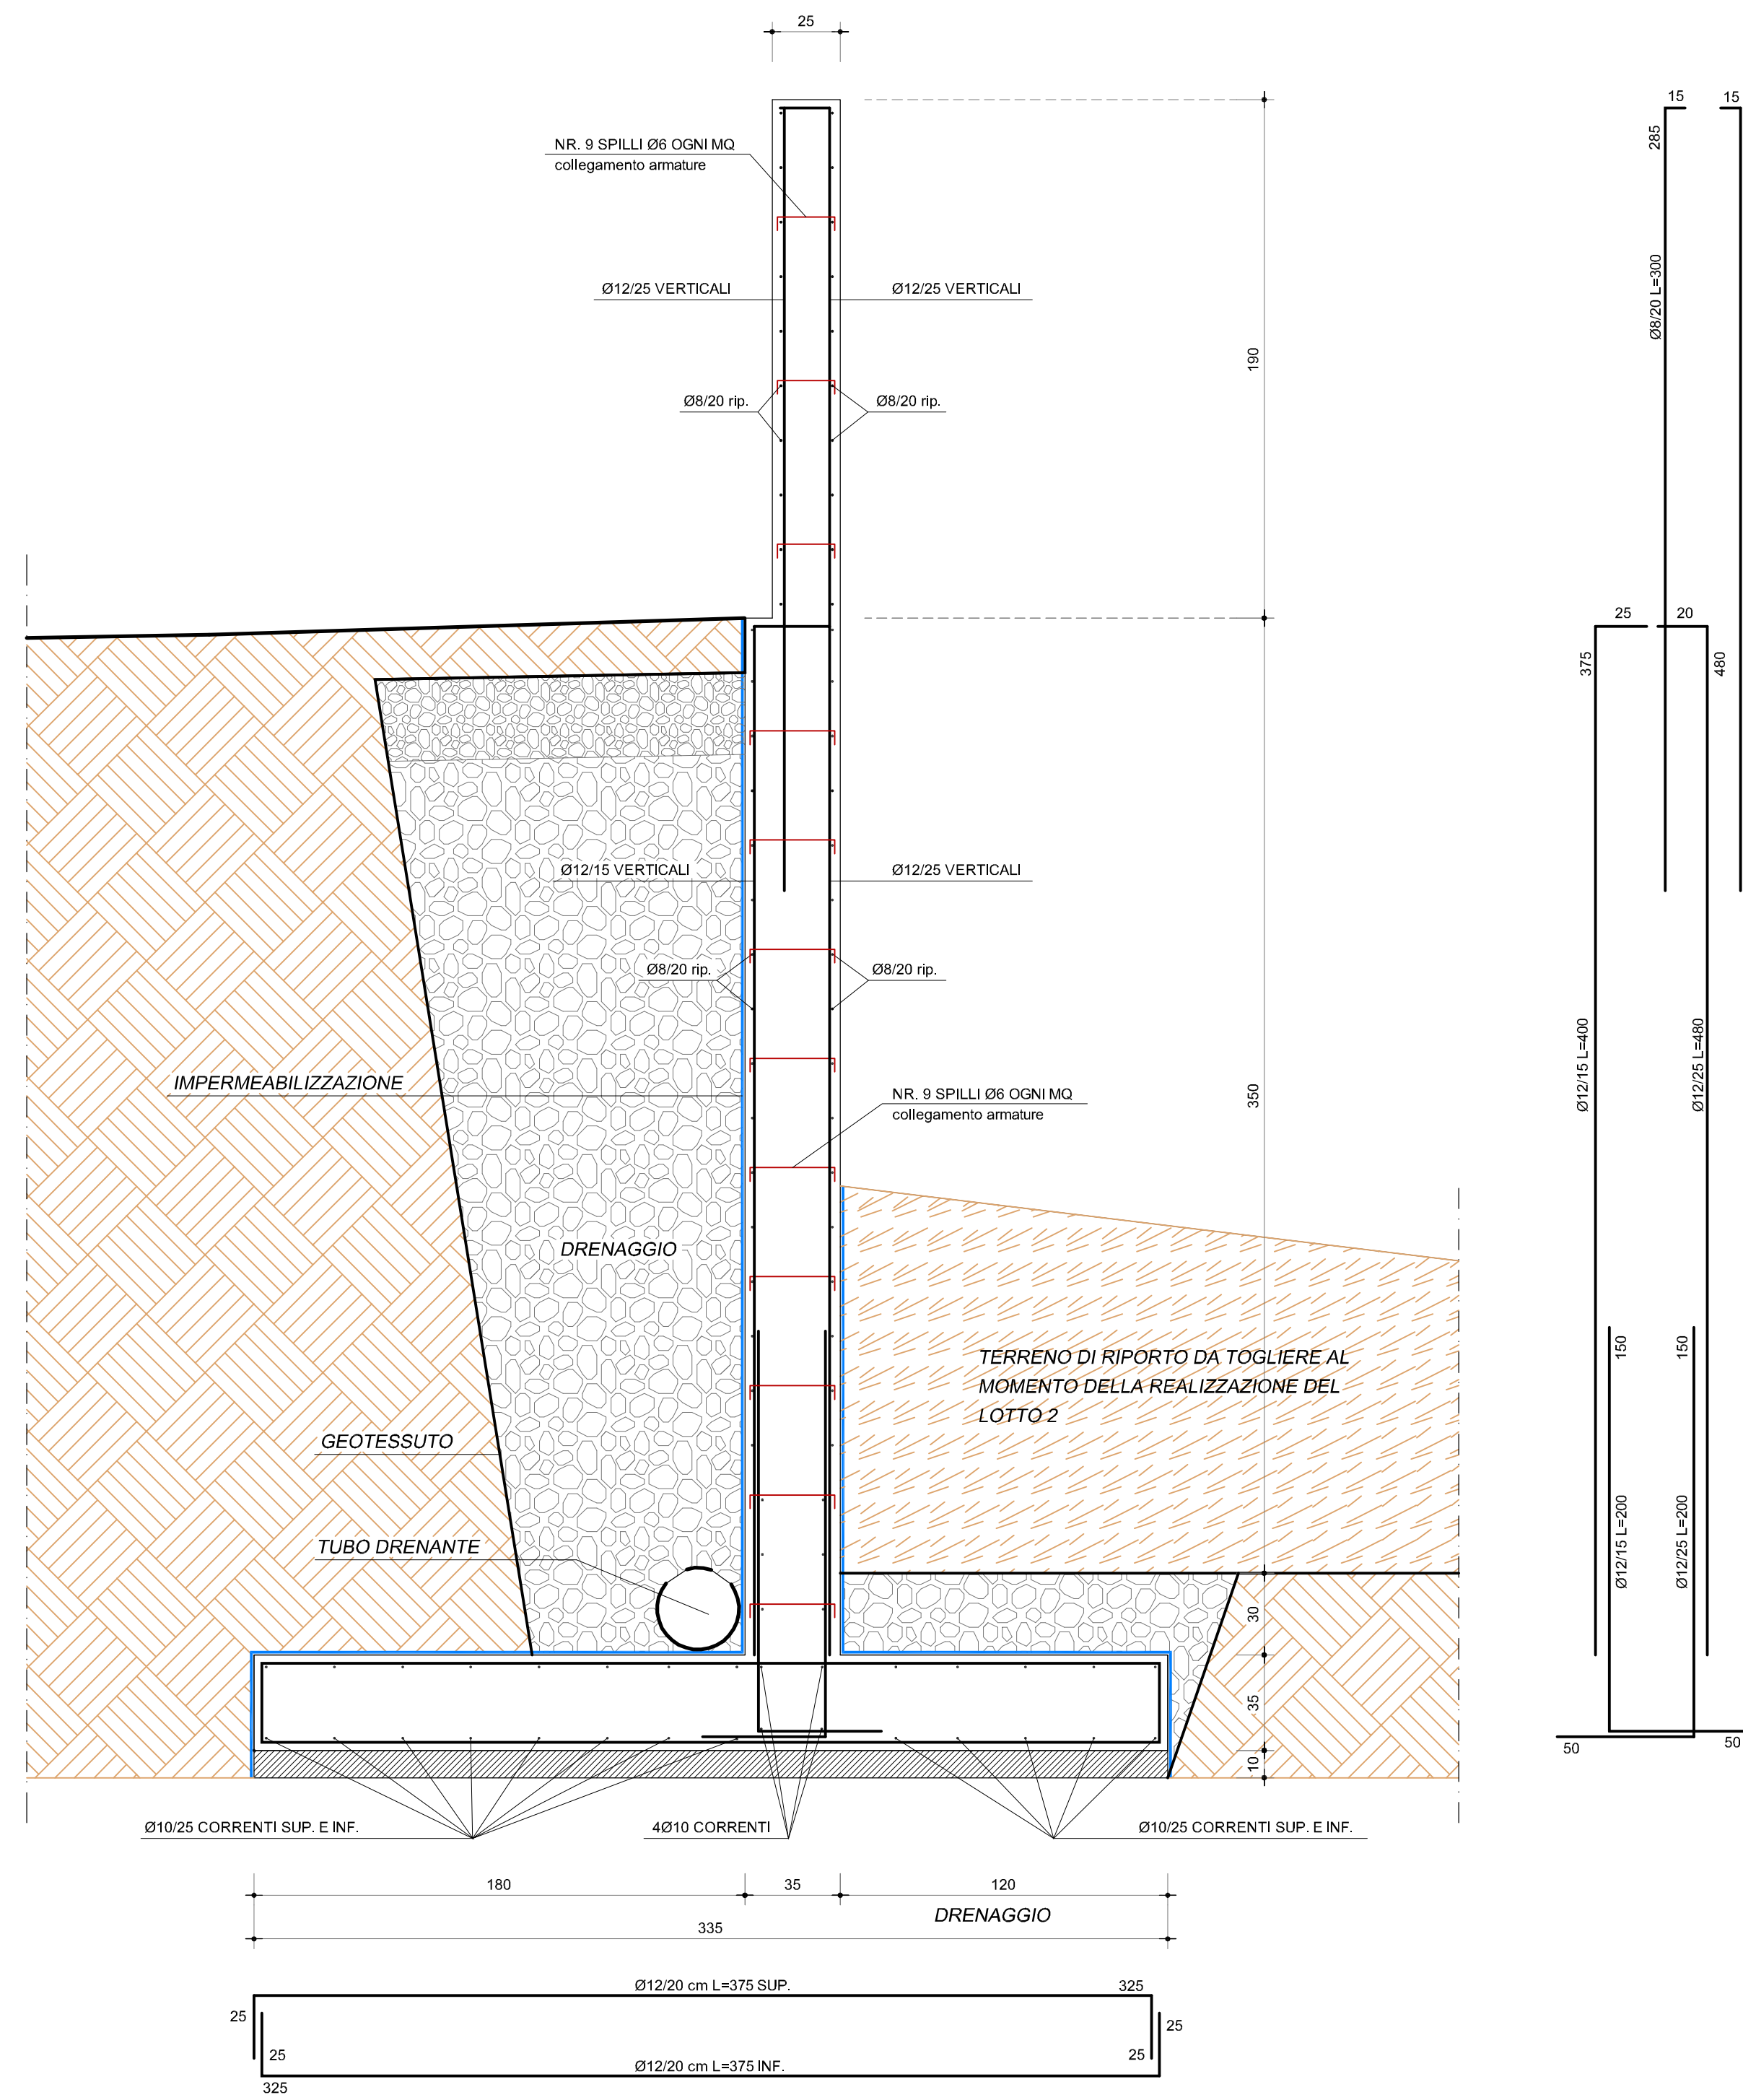 25
15
15
285
NR. 9 SPILLI Ø6 OGNI MQ
collegamento armature
Ø12/25 VERTICALI
Ø12/25 VERTICALI
Ø8/20 L=300
190
Ø8/20 rip.
Ø8/20 rip.
25
20
375
480
Ø12/15 VERTICALI
Ø12/25 VERTICALI
Ø8/20 rip.
Ø8/20 rip.
IMPERMEABILIZZAZIONE
NR. 9 SPILLI Ø6 OGNI MQ
collegamento armature
350
Ø12/15 L=400
Ø12/25 L=480
DRENAGGIO
TERRENO DI RIPORTO DA TOGLIERE AL
MOMENTO DELLA REALIZZAZIONE DEL
LOTTO 2
150
150
GEOTESSUTO
TUBO DRENANTE
Ø12/15 L=200
Ø12/25 L=200
30
35
10
50
50
Ø10/25 CORRENTI SUP. E INF.
4Ø10 CORRENTI
Ø10/25 CORRENTI SUP. E INF.
180
35
120
DRENAGGIO
335
Ø12/20 cm L=375 SUP.
325
25
25
25
25
Ø12/20 cm L=375 INF.
325